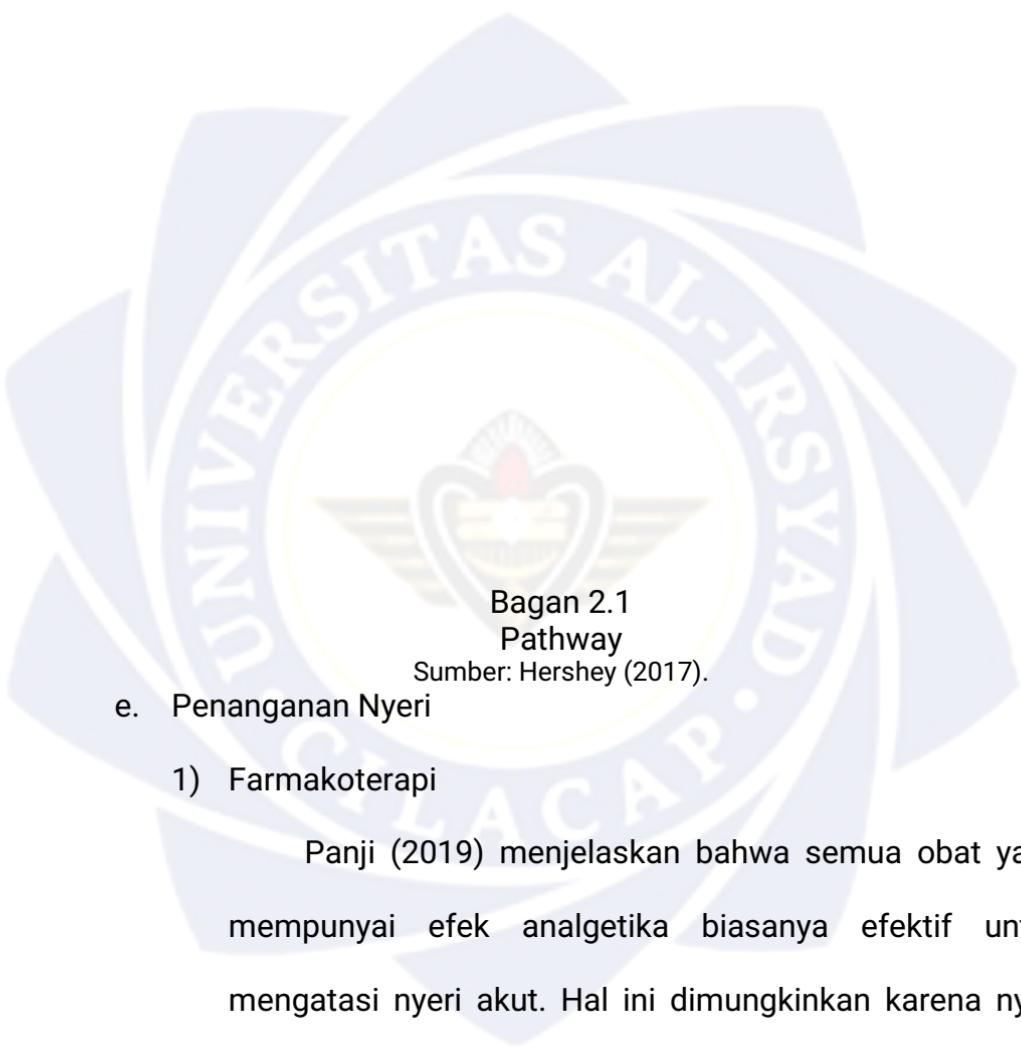 UNIVERSITAS AL-IRSYAD
CILACAP
Bagan 2.1
Pathway
Sumber: Hershey (2017).
e. Penanganan Nyeri
1) Farmakoterapi
Panji (2019) menjelaskan bahwa semua obat ya
mempunyai efek analgetika biasanya efektif un
mengatasi nyeri akut. Hal ini dimungkinkan karena ny